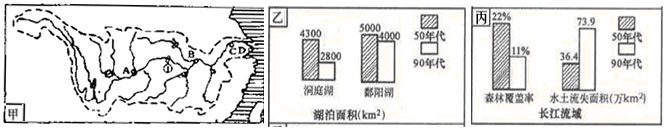 甲
A
B
C
D
①
乙
4300
2800
5000
4000
50年代
90年代
洞庭湖
鄱阳湖
湖泊面积(km²)
丙
22%
11%
36.4
73.9
50年代
90年代
森林覆盖率
水土流失面积(万km²)
长江流域